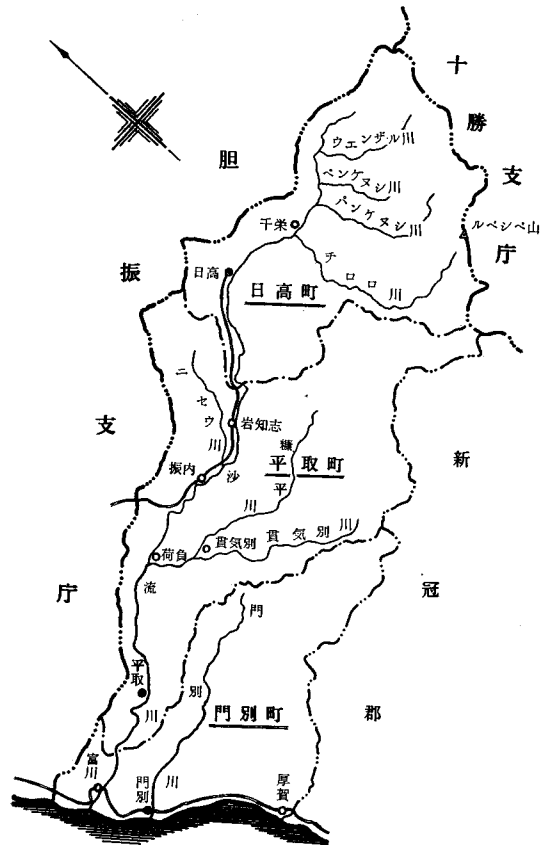 十勝支庁
胆振支庁
ウエンザル川
ペンケヌシ川
パンケヌシ川
千栄
ルベシベ山
チロロ川
日高
日高町
ニセウ川
岩知志
糠平川
振内
平取町
新冠郡
沙流川
貫気別
貫気別川
荷負
門別川
平取
門別町
富川
門別
厚賀